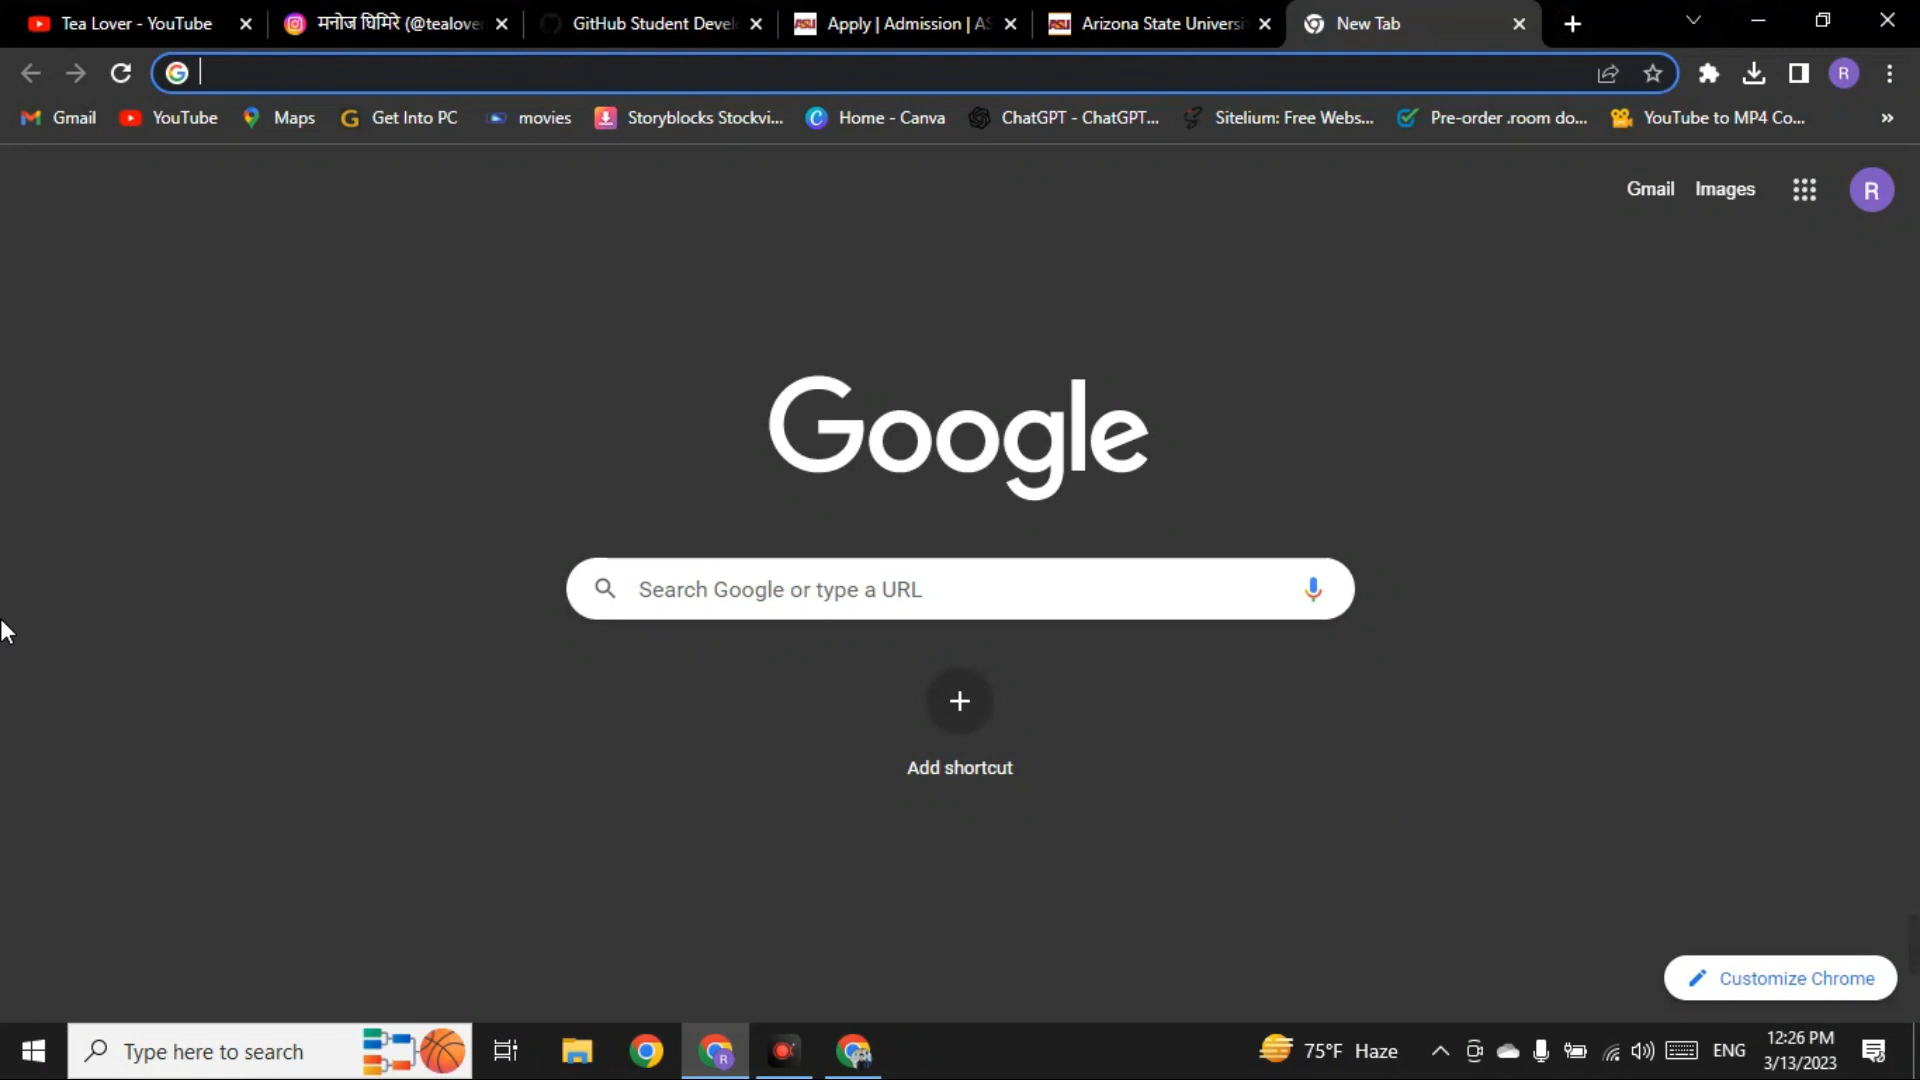 Tea Lover - YouTube
मनोज घिमिरे (@tealove
GitHub Student Devel
Apply | Admission | AS
Arizona State Universi
New Tab
R
Gmail
YouTube
Maps
Get Into PC
movies
Storyblocks Stockvi...
Home - Canva
ChatGPT - ChatGPT...
Sitelium: Free Webs...
Pre-order .room do...
YouTube to MP4 Co...
»
Gmail
Images
R
Google
Search Google or type a URL
Add shortcut
Customize Chrome
Type here to search
75°F Haze
ENG
12:26 PM
3/13/2023